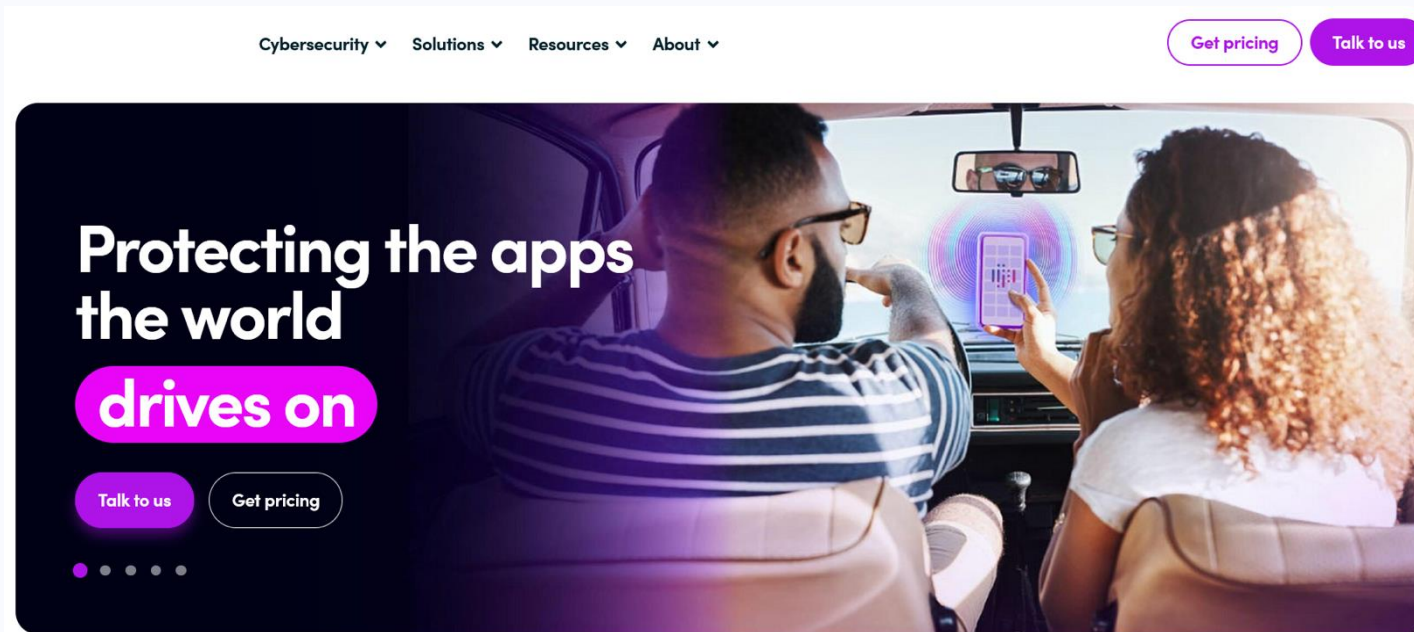 Cybersecurity Solutions Resources About Get pricing Talk to us
Protecting the apps
the world
drives on
Talk to us Get pricing